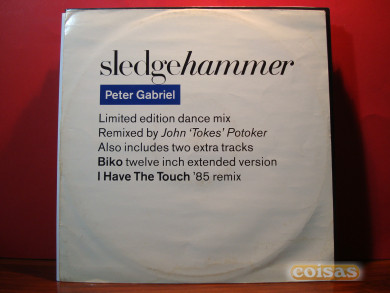 sledgehammer
Peter Gabriel
Limited edition dance mix
Remixed by John 'Tokes' Potoker
Also includes two extra tracks
Biko twelve inch extended version
I Have The Touch '85 remix
coisas